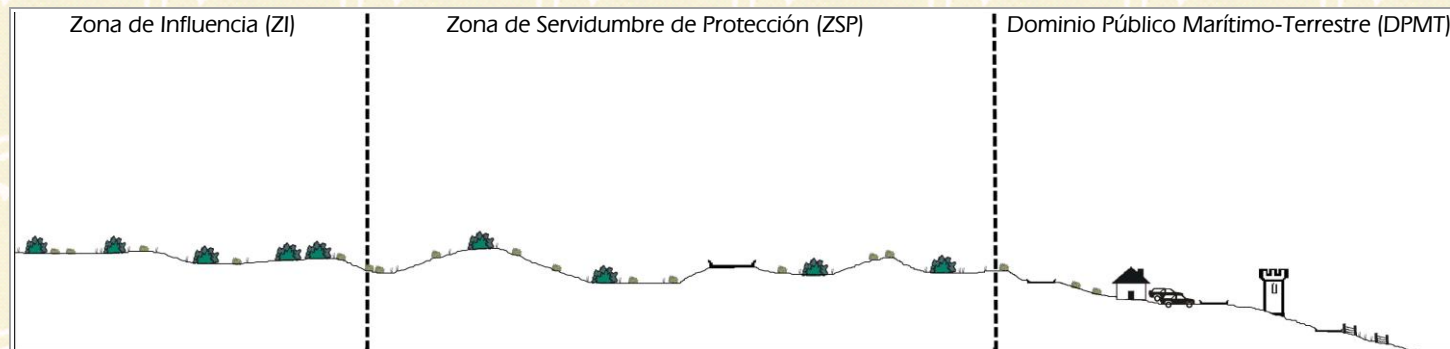 Zona de Influencia (ZI)
Zona de Servidumbre de Protección (ZSP)
Dominio Público Marítimo-Terrestre (DPMT)